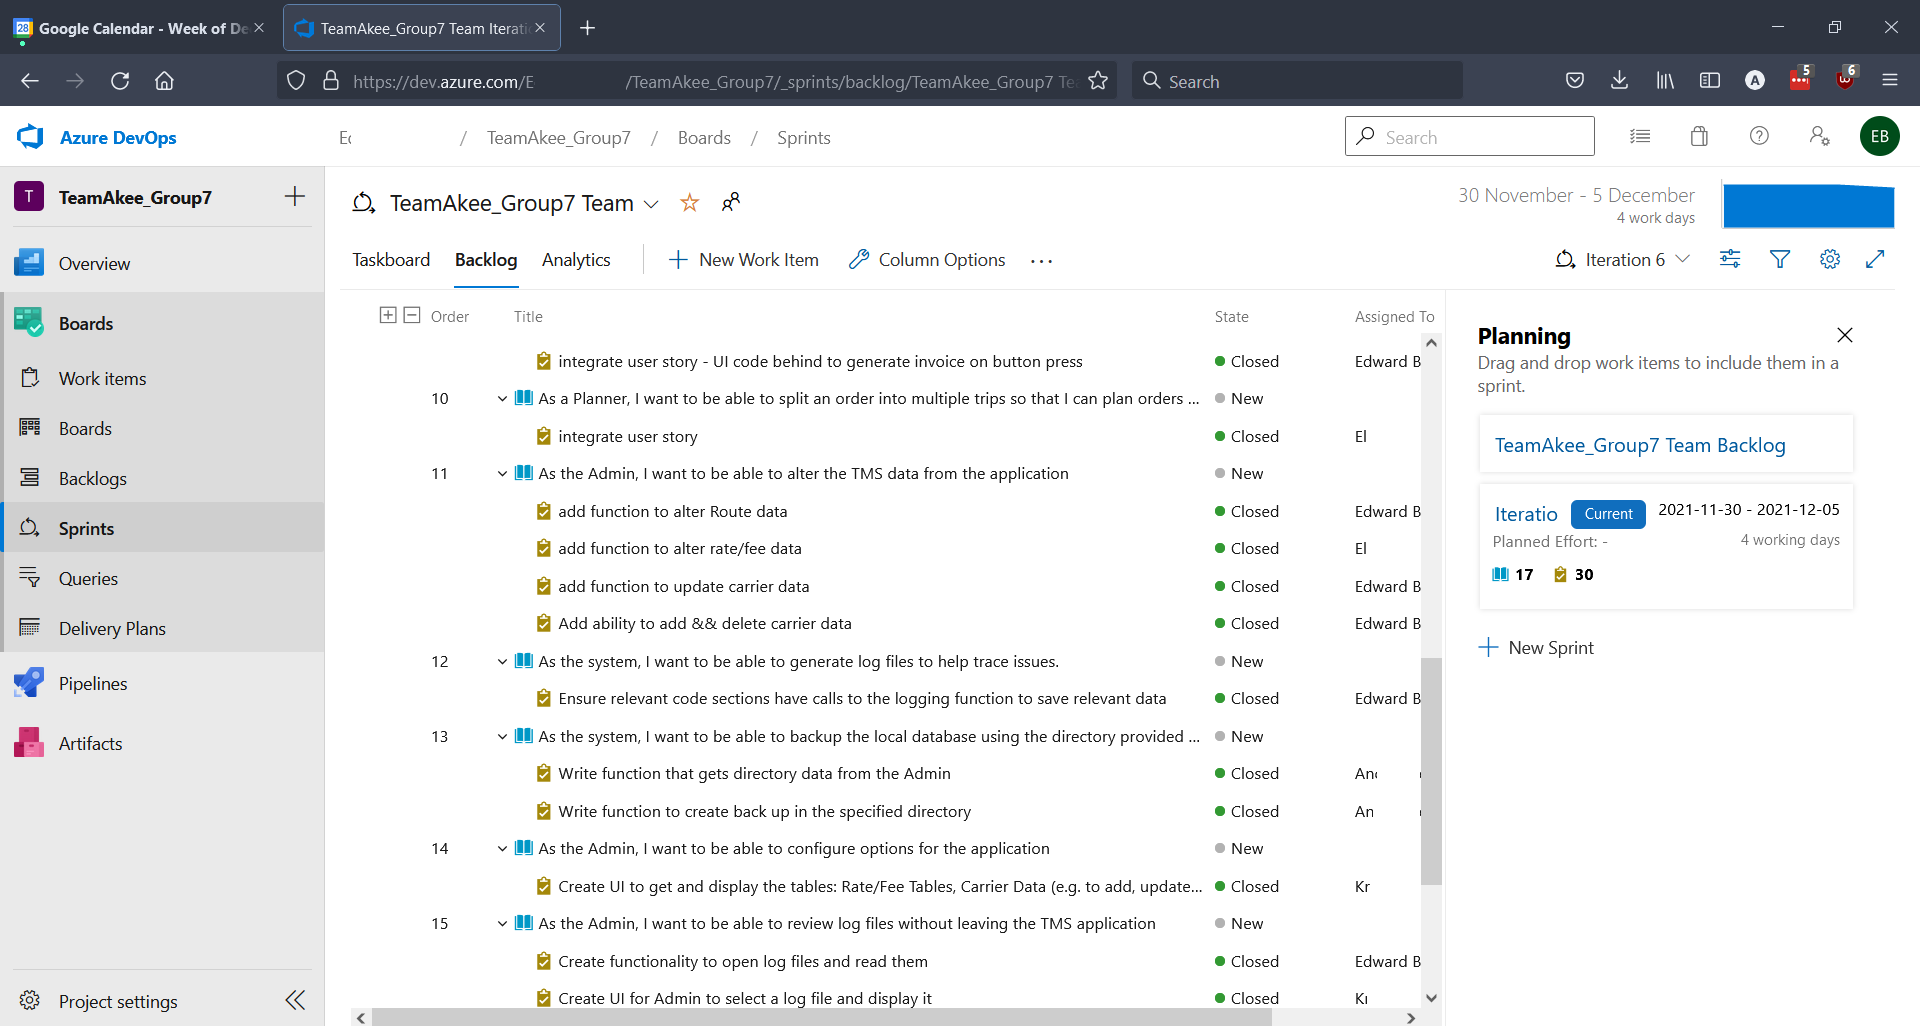 28 Google Calendar - Week of De
TeamAkee_Group7 Team Iteratio
https://dev.azure.com/E /TeamAkee_Group7/_sprints/backlog/TeamAkee_Group7 Te
Search
5
6
Azure DevOps
/ TeamAkee_Group7 / Boards / Sprints
Search
EB
T TeamAkee_Group7
Overview
Boards
Work items
Boards
Backlogs
Sprints
Queries
Delivery Plans
Pipelines
Artifacts
Project settings
TeamAkee_Group7 Team
30 November - 5 December
4 work days
Taskboard Backlog Analytics New Work Item Column Options ...
Iteration 6
Order Title State Assigned To
integrate user story - UI code behind to generate invoice on button press Closed Edward B
10 As a Planner, I want to be able to split an order into multiple trips so that I can plan orders ... New
integrate user story Closed El
11 As the Admin, I want to be able to alter the TMS data from the application New
add function to alter Route data Closed Edward B
add function to alter rate/fee data Closed El
add function to update carrier data Closed Edward B
Add ability to add && delete carrier data Closed Edward B
12 As the system, I want to be able to generate log files to help trace issues. New
Ensure relevant code sections have calls to the logging function to save relevant data Closed Edward B
13 As the system, I want to be able to backup the local database using the directory provided ... New
Write function that gets directory data from the Admin Closed An
Write function to create back up in the specified directory Closed An
14 As the Admin, I want to be able to configure options for the application New
Create UI to get and display the tables: Rate/Fee Tables, Carrier Data (e.g. to add, update... Closed Kr
15 As the Admin, I want to be able to review log files without leaving the TMS application New
Create functionality to open log files and read them Closed Edward B
Create UI for Admin to select a log file and display it Closed
Planning
Drag and drop work items to include them in a
sprint.
TeamAkee_Group7 Team Backlog
Iteratio Current 2021-11-30 - 2021-12-05
Planned Effort: - 4 working days
17 30
New Sprint